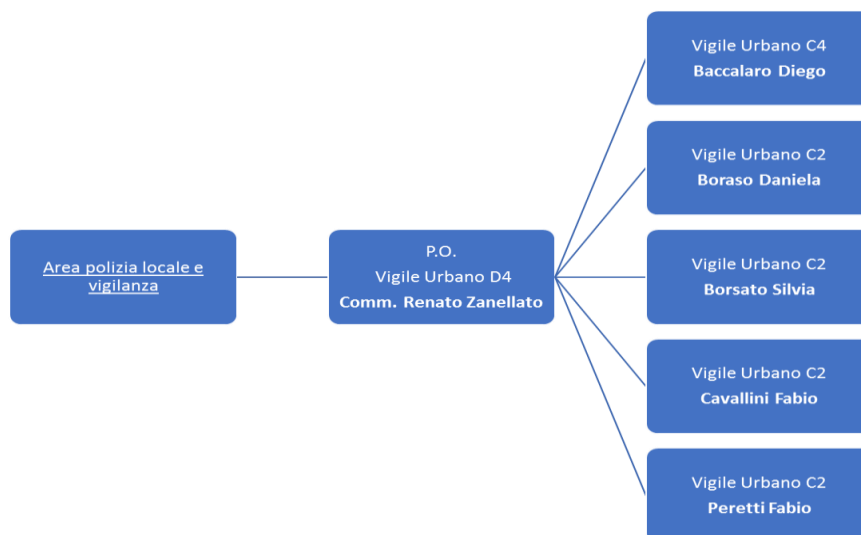 Area polizia locale e
vigilanza
P.O.
Vigile Urbano D4
Comm. Renato Zanellato
Vigile Urbano C4
Baccalaro Diego
Vigile Urbano C2
Boraso Daniela
Vigile Urbano C2
Borsato Silvia
Vigile Urbano C2
Cavallini Fabio
Vigile Urbano C2
Peretti Fabio